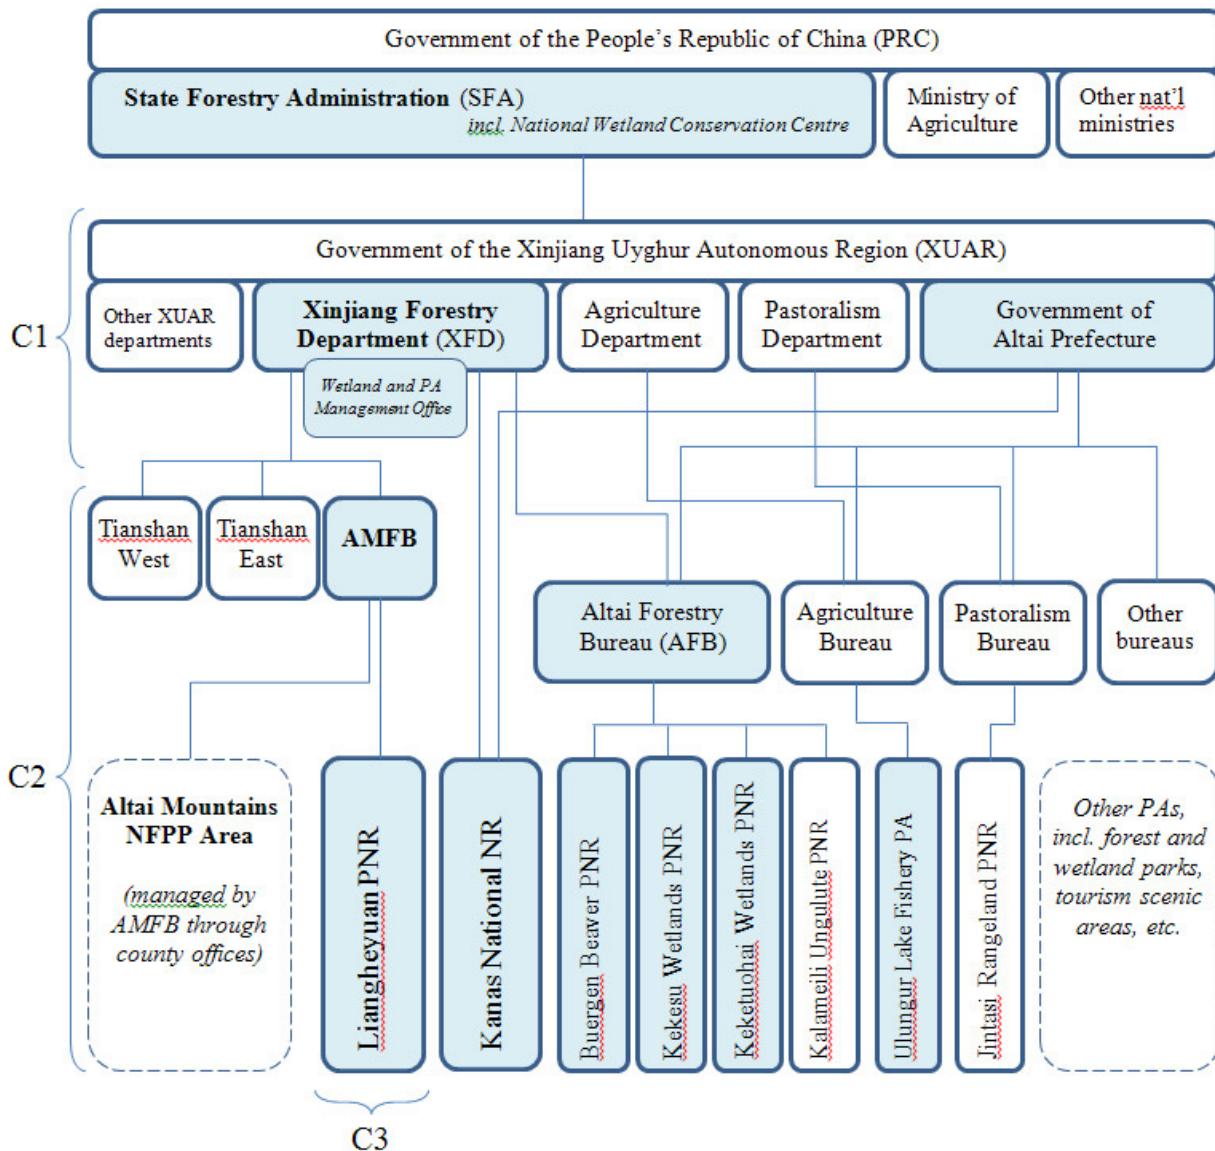 Government of the People's Republic of China (PRC)
State Forestry Administration (SFA)
incl. National Wetland Conservation Centre
Ministry of
Agriculture
Other nat'l
ministries
Government of the Xinjiang Uyghur Autonomous Region (XUAR)
C1
Other XUAR
departments
Xinjiang Forestry
Department (XFD)
Wetland and PA
Management Office
Agriculture
Department
Pastoralism
Department
Government of
Altai Prefecture
C2
Tianshan
West
Tianshan
East
AMFB
Altai Forestry
Bureau (AFB)
Agriculture
Bureau
Pastoralism
Bureau
Other
bureaus
Altai Mountains
NFPP Area
(managed by
AMFB through
county offices)
Liangheyuan PNR
Kanas National NR
Buergen Beaver PNR
Kekesu Wetlands PNR
Keketuohai Wetlands PNR
Kalameili Ungulute PNR
Ulungur Lake Fishery PA
Jintasi Rangeland PNR
Other PAs,
incl. forest and
wetland parks,
tourism scenic
areas, etc.
C3